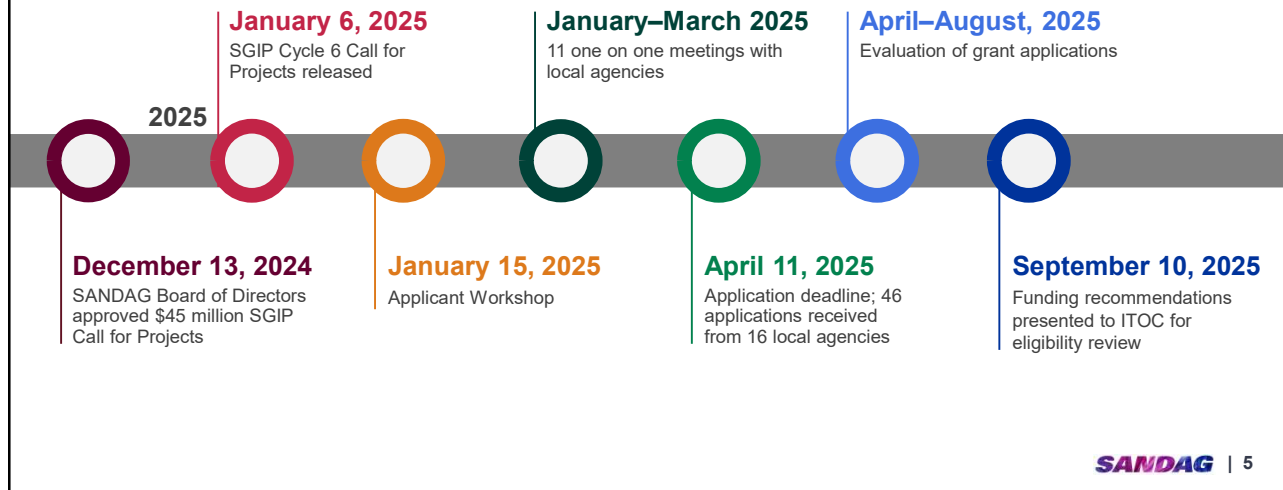 January 6, 2025
SGIP Cycle 6 Call for
Projects released
January–March 2025
11 one on one meetings with
local agencies
April–August, 2025
Evaluation of grant applications
2025
December 13, 2024
SANDAG Board of Directors
approved $45 million SGIP
Call for Projects
January 15, 2025
Applicant Workshop
April 11, 2025
Application deadline; 46
applications received
from 16 local agencies
September 10, 2025
Funding recommendations
presented to ITOC for
eligibility review
SANDAG | 5